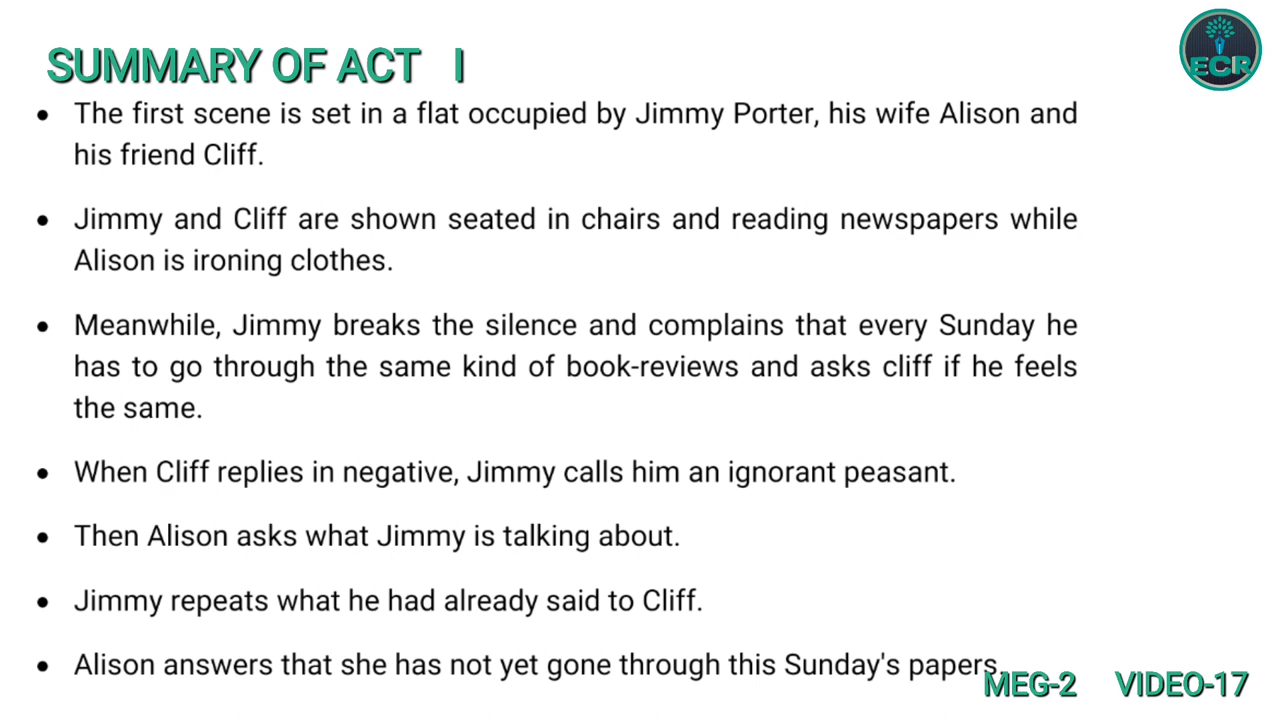 SUMMARY OF ACT I
ECR
• The first scene is set in a flat occupied by Jimmy Porter, his wife Alison and
his friend Cliff.
• Jimmy and Cliff are shown seated in chairs and reading newspapers while
Alison is ironing clothes.
• Meanwhile, Jimmy breaks the silence and complains that every Sunday he
has to go through the same kind of book-reviews and asks cliff if he feels
the same.
• When Cliff replies in negative, Jimmy calls him an ignorant peasant.
• Then Alison asks what Jimmy is talking about.
• Jimmy repeats what he had already said to Cliff.
• Alison answers that she has not yet gone through this Sunday's papers.
MEG-2 VIDEO-17